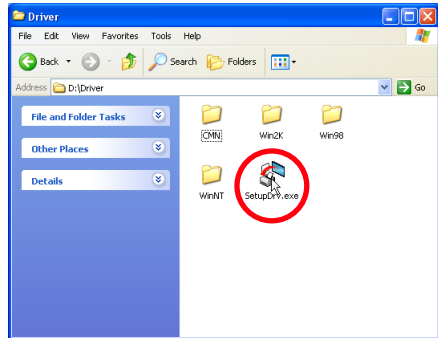 Driver
File Edit View Favorites Tools Help
Back Search Folders
Address D:\Driver Go
File and Folder Tasks
Other Places
Details
CMN Win2K Win98
WinNT SetupDrv.exe